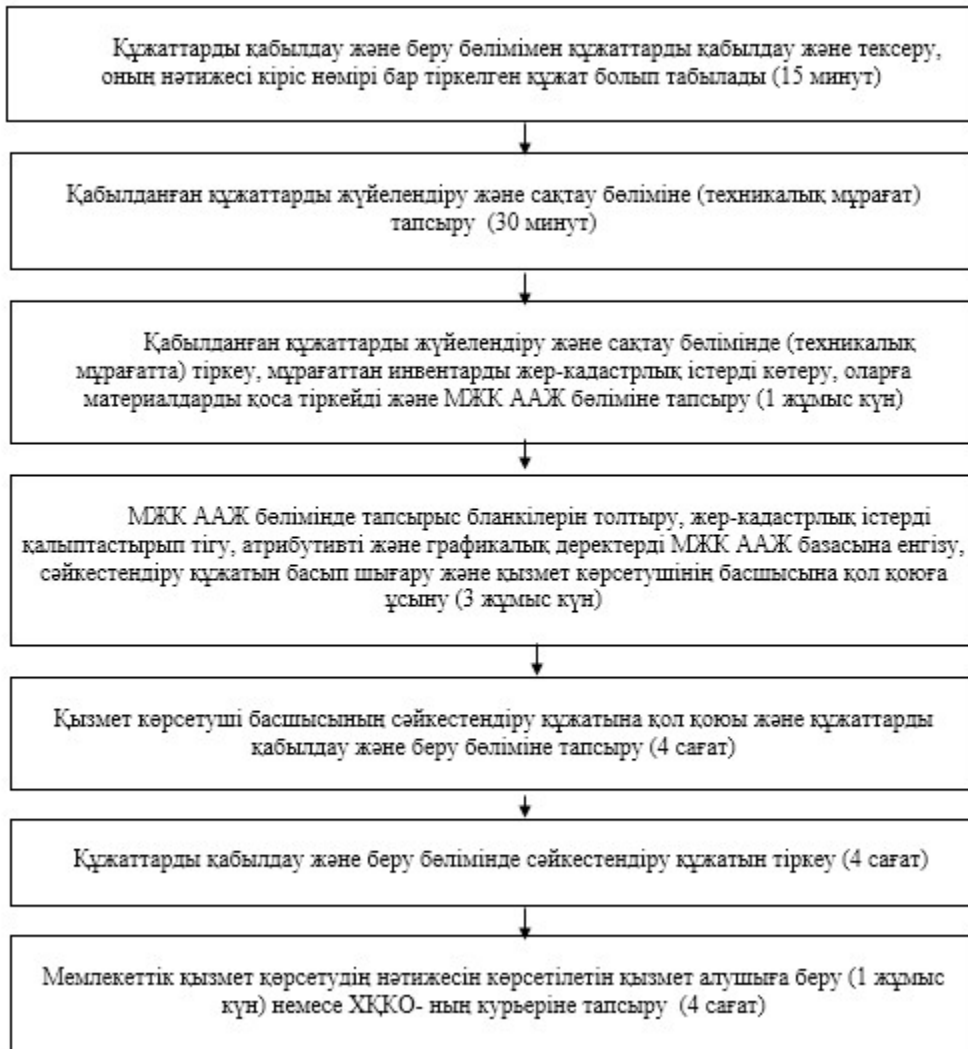 Құжаттарды қабылдау және беру бөлімімен құжаттарды қабылдау және тексеру,
оның нәтижесі кіріс нөмірі бар тіркелген құжат болып табылады (15 минут)
Қабылданған құжаттарды жүйелендіру және сақтау бөліміне (техникалық мұрағат)
тапсыру (30 минут)
Қабылданған құжаттарды жүйелендіру және сақтау бөлімінде (техникалық
мұрағатта) тіркеу, мұрағаттан инвентарды жер-кадастрлық істерді көтеру, оларға
материалдарды қоса тіркейді және МЖК ААЖ бөліміне тапсыру (1 жұмыс күн)
МЖК ААЖ бөлімінде тапсырыс бланкілерін толтыру, жер-кадастрлық істерді
қалыптастырып тігу, атрибутивті және графикалық деректерді МЖК ААЖ базасына енгізу,
сәйкестендіру құжатын басып шығару және қызмет көрсетушінің басшысына қол қоюға
ұсыну (3 жұмыс күн)
Қызмет көрсетуші басшысының сәйкестендіру құжатына қол қоюы және құжаттарды
қабылдау және беру бөліміне тапсыру (4 сағат)
Құжаттарды қабылдау және беру бөлімінде сәйкестендіру құжатын тіркеу (4 сағат)
Мемлекеттік қызмет қөрсетудің нәтижесін көрсетілетін қызмет алушыға беру (1 жұмыс
күн) немесе ХҚКО- ның курьеріне тапсыру (4 сағат)